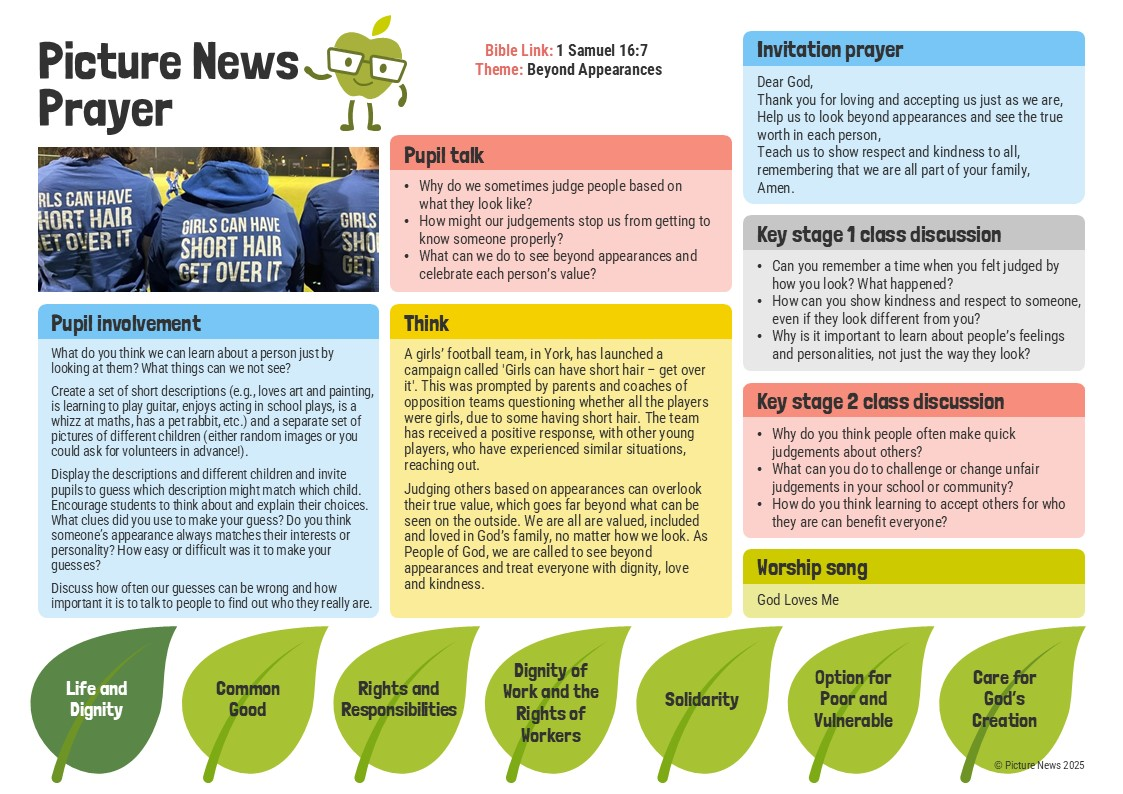 Picture News
Prayer
Bible Link: 1 Samuel 16:7
Theme: Beyond Appearances
RLS CAN HAVE
HORT HAIR
ET OVER IT
GIRLS CAN HAVE
SHORT HAIR
GET OVER IT
GIRLS
SHO
GET
Pupil talk
• Why do we sometimes judge people based on
what they look like?
• How might our judgements stop us from getting to
know someone properly?
• What can we do to see beyond appearances and
celebrate each person's value?
Pupil involvement
What do you think we can learn about a person just by
looking at them? What things can we not see?
Create a set of short descriptions (e.g., loves art and painting,
is learning to play guitar, enjoys acting in school plays, is a
whizz at maths, has a pet rabbit, etc.) and a separate set of
pictures of different children (either random images or you
could ask for volunteers in advance!).
Display the descriptions and different children and invite
pupils to guess which description might match which child.
Encourage students to think about and explain their choices.
What clues did you use to make your guess? Do you think
someone's appearance always matches their interests or
personality? How easy or difficult was it to make your
guesses?
Discuss how often our guesses can be wrong and how
important it is to talk to people to find out who they really are.
Think
A girls' football team, in York, has launched a
campaign called 'Girls can have short hair – get over
it'. This was prompted by parents and coaches of
opposition teams questioning whether all the players
were girls, due to some having short hair. The team
has received a positive response, with other young
players, who have experienced similar situations,
reaching out.
Judging others based on appearances can overlook
their true value, which goes far beyond what can be
seen on the outside. We are all are valued, included
and loved in God's family, no matter how we look. As
People of God, we are called to see beyond
appearances and treat everyone with dignity, love
and kindness.
Invitation prayer
Dear God,
Thank you for loving and accepting us just as we are,
Help us to look beyond appearances and see the true
worth in each person,
Teach us to show respect and kindness to all,
remembering that we are all part of your family,
Amen.
Key stage 1 class discussion
• Can you remember a time when you felt judged by
how you look? What happened?
• How can you show kindness and respect to someone,
even if they look different from you?
• Why is it important to learn about people's feelings
and personalities, not just the way they look?
Key stage 2 class discussion
• Why do you think people often make quick
judgements about others?
• What can you do to challenge or change unfair
judgements in your school or community?
• How do you think learning to accept others for who
they are can benefit everyone?
Worship song
God Loves Me
Life and
Dignity
Common
Good
Rights and
Responsibilities
Dignity of
Work and the
Rights of
Workers
Solidarity
Option for
Poor and
Vulnerable
Care for
God's
Creation
© Picture News 2025